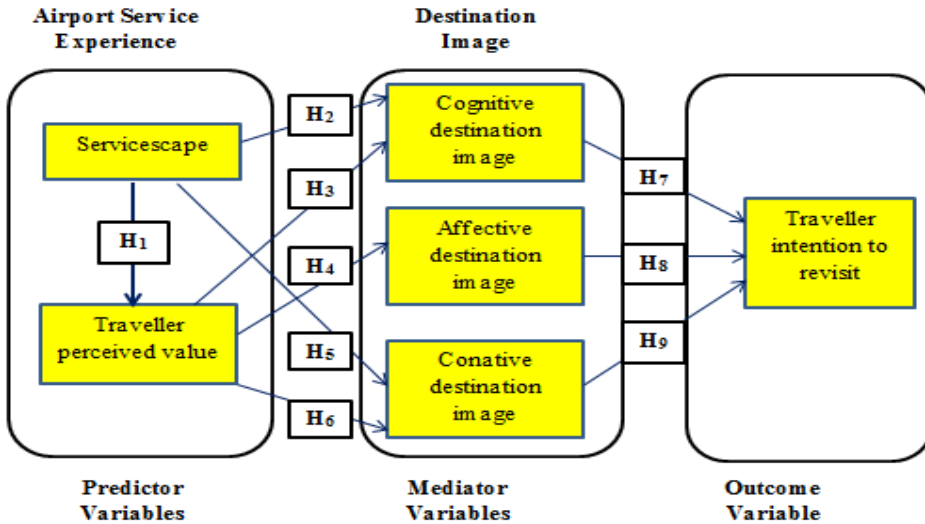 Airport Service
Experience
Destination
Image
Servicescape
H1
Traveller
perceived value
H2
H3
H4
H5
H6
Cognitive
destination
image
Affective
destination
image
Conative
destination
image
H7
H8
H9
Traveller
intention to
revisit
Predictor
Variables
Mediator
Variables
Outcome
Variable